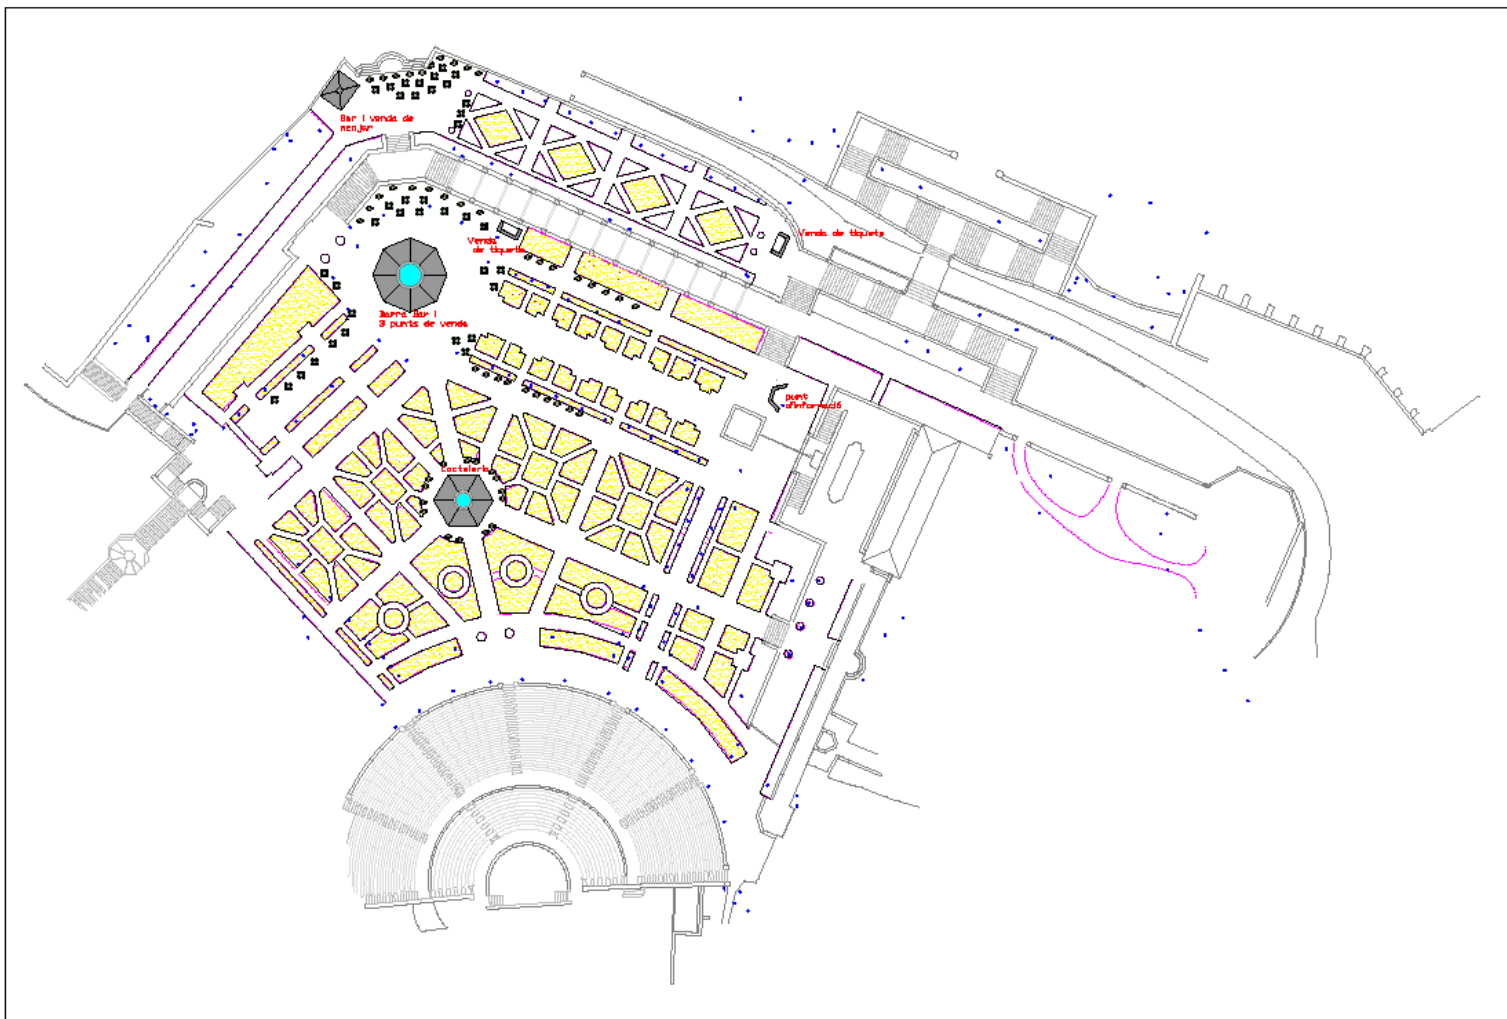 Bar i venda de
menjar
Venda
de tiquets
Venda de tiquets
Barra Bar i
3 punts de venda
punt
d'informació
Cocteleria